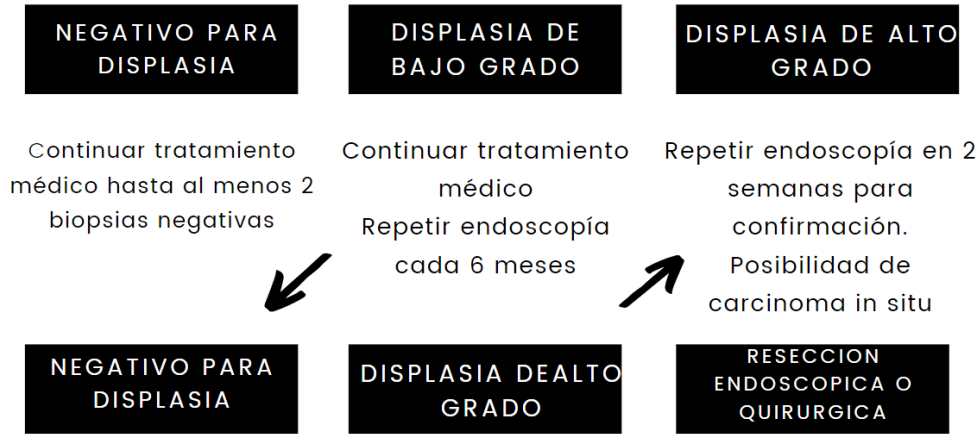 NEGATIVO PARA
DISPLASIA
DISPLASIA DE
BAJO GRADO
DISPLASIA DE ALTO
GRADO
Continuar tratamiento
médico hasta al menos 2
biopsias negativas
Continuar tratamiento
médico
Repetir endoscopía
cada 6 meses
Repetir endoscopía en 2
semanas para
confirmación.
Posibilidad de
carcinoma in situ
NEGATIVO PARA
DISPLASIA
DISPLASIA DEALTO
GRADO
RESECCION
ENDOSCOPICA O
QUIRURGICA